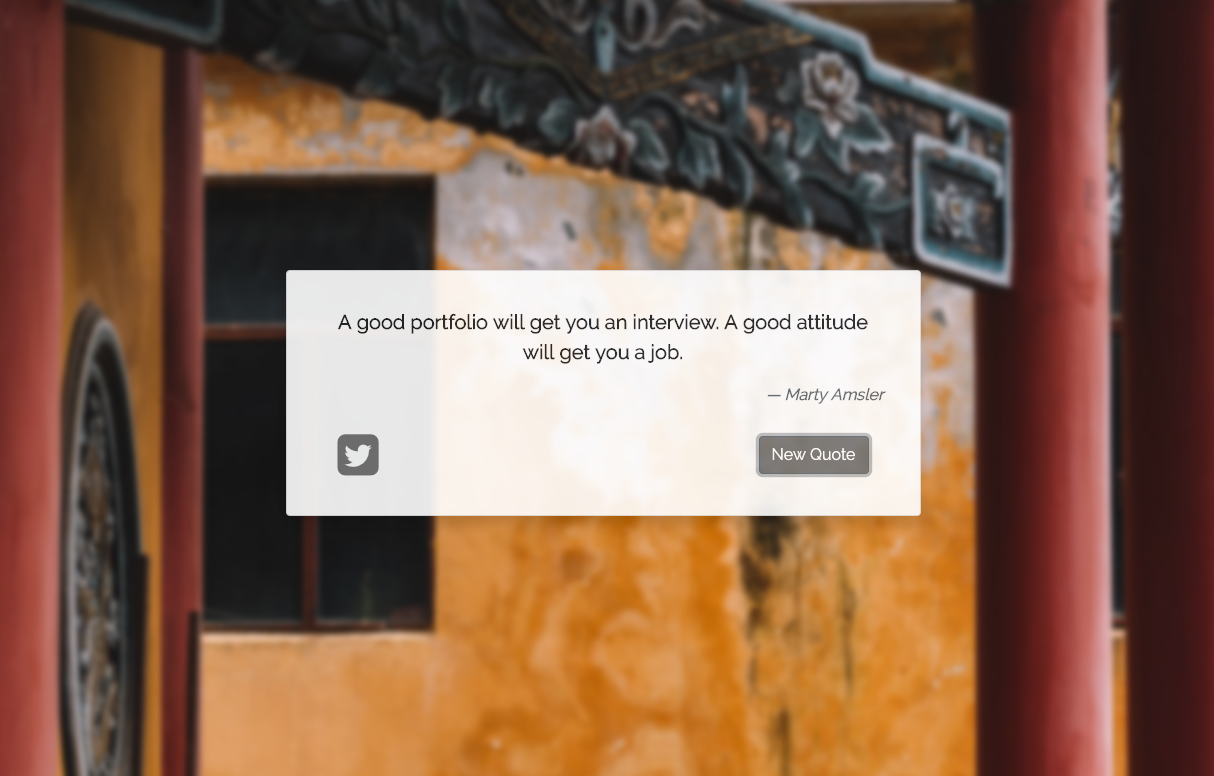 A good portfolio will get you an interview. A good attitude
will get you a job.
— Marty Amsler
New Quote